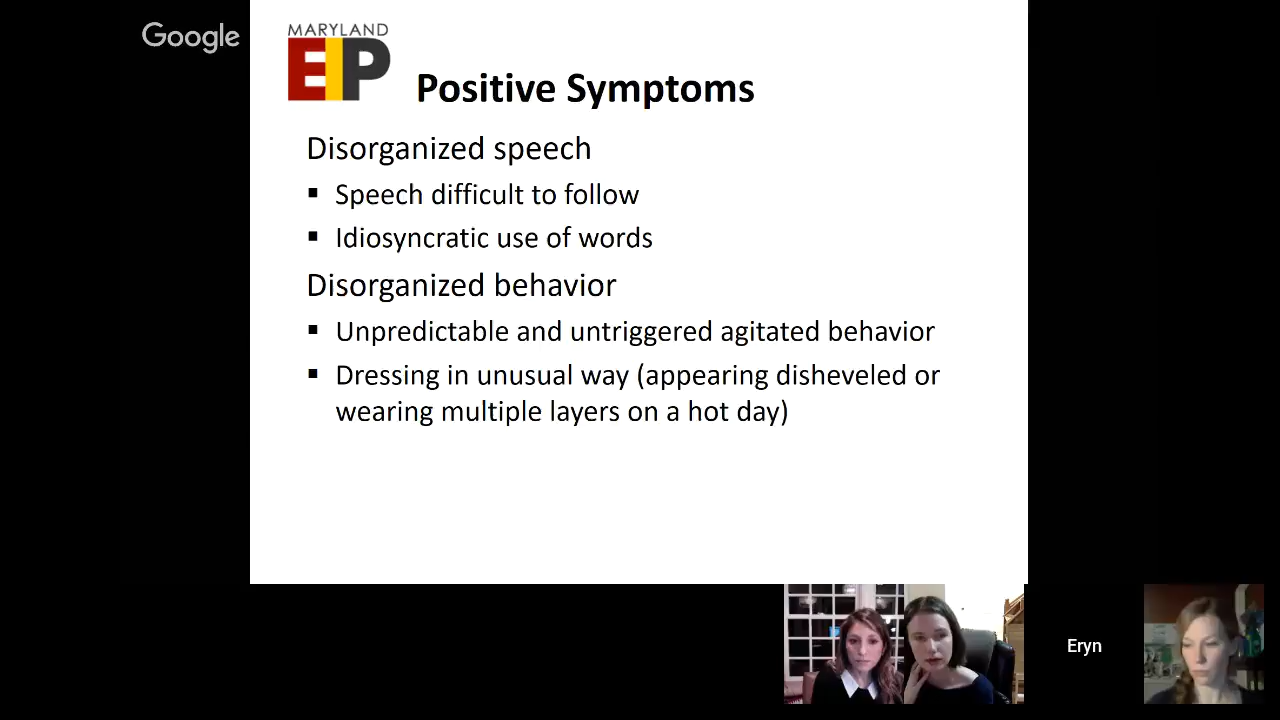 Google
MARYLAND
EIP
Positive Symptoms
Disorganized speech
▪ Speech difficult to follow
▪ Idiosyncratic use of words
Disorganized behavior
▪ Unpredictable and untriggered agitated behavior
▪ Dressing in unusual way (appearing disheveled or
wearing multiple layers on a hot day)
Eryn